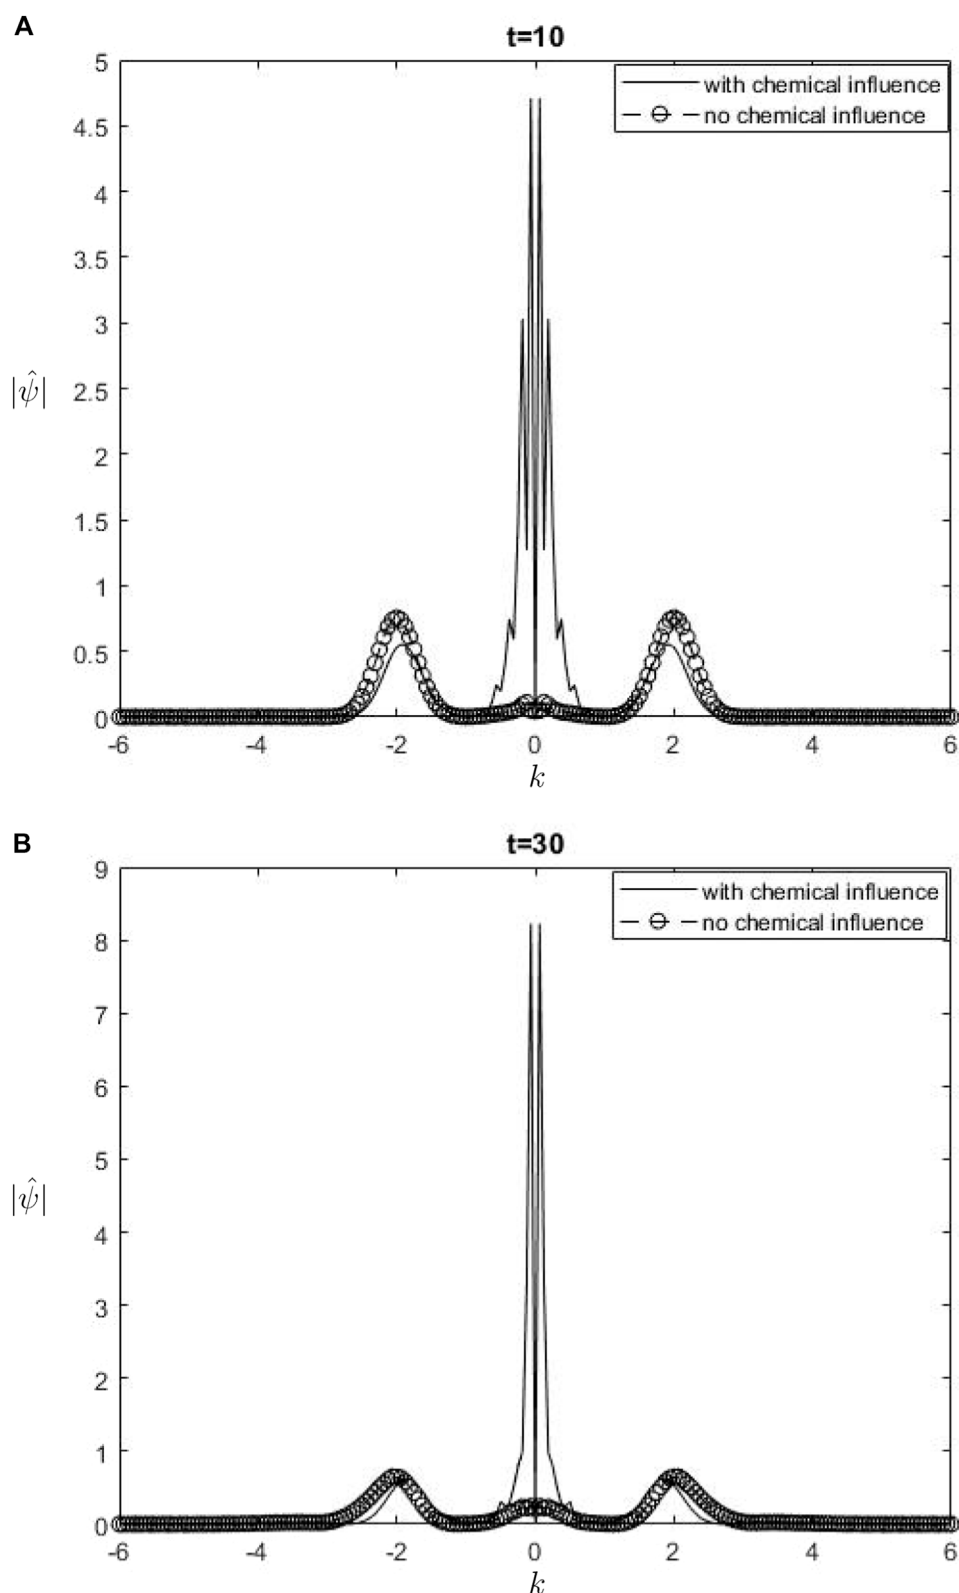 A
t=10
with chemical influence
no chemical influence
5
4.5
4
3.5
3
2.5
2
1.5
1
0.5
0
|ψ̂|
-6 -4 -2 0 2 4 6
k
B
t=30
with chemical influence
no chemical influence
9
8
7
6
5
4
3
2
1
0
|ψ̂|
-6 -4 -2 0 2 4 6
k